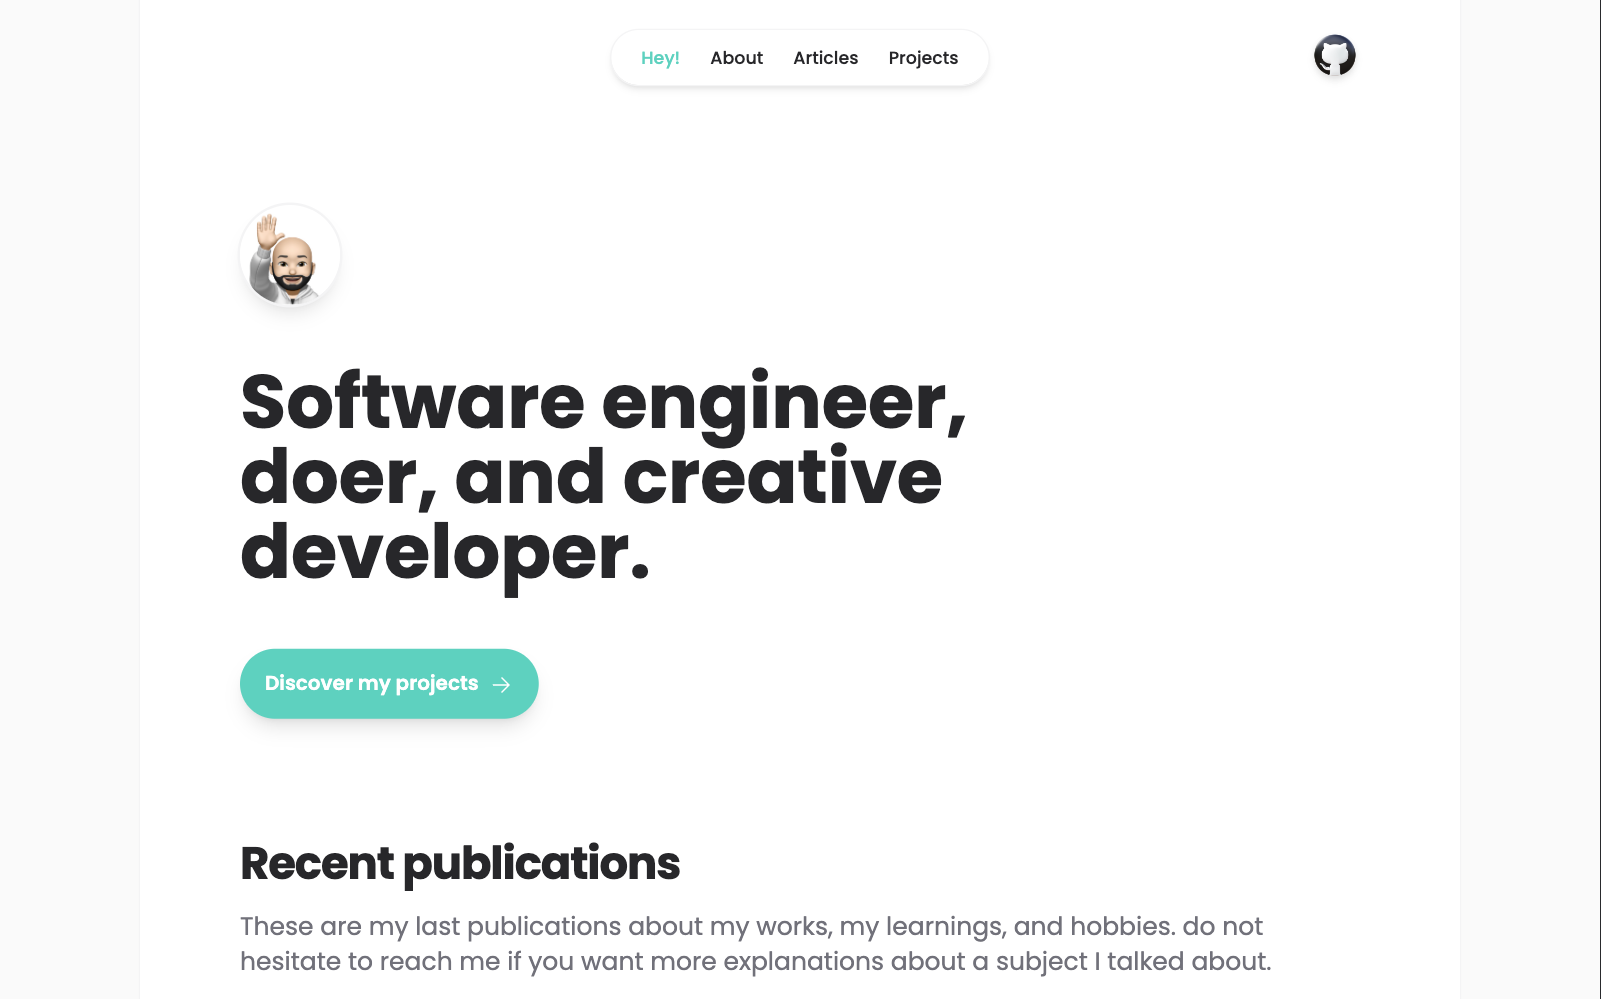 Hey! About Articles Projects
Software engineer,
doer, and creative
developer.
Discover my projects
Recent publications
These are my last publications about my works, my learnings, and hobbies. do not
hesitate to reach me if you want more explanations about a subject I talked about.